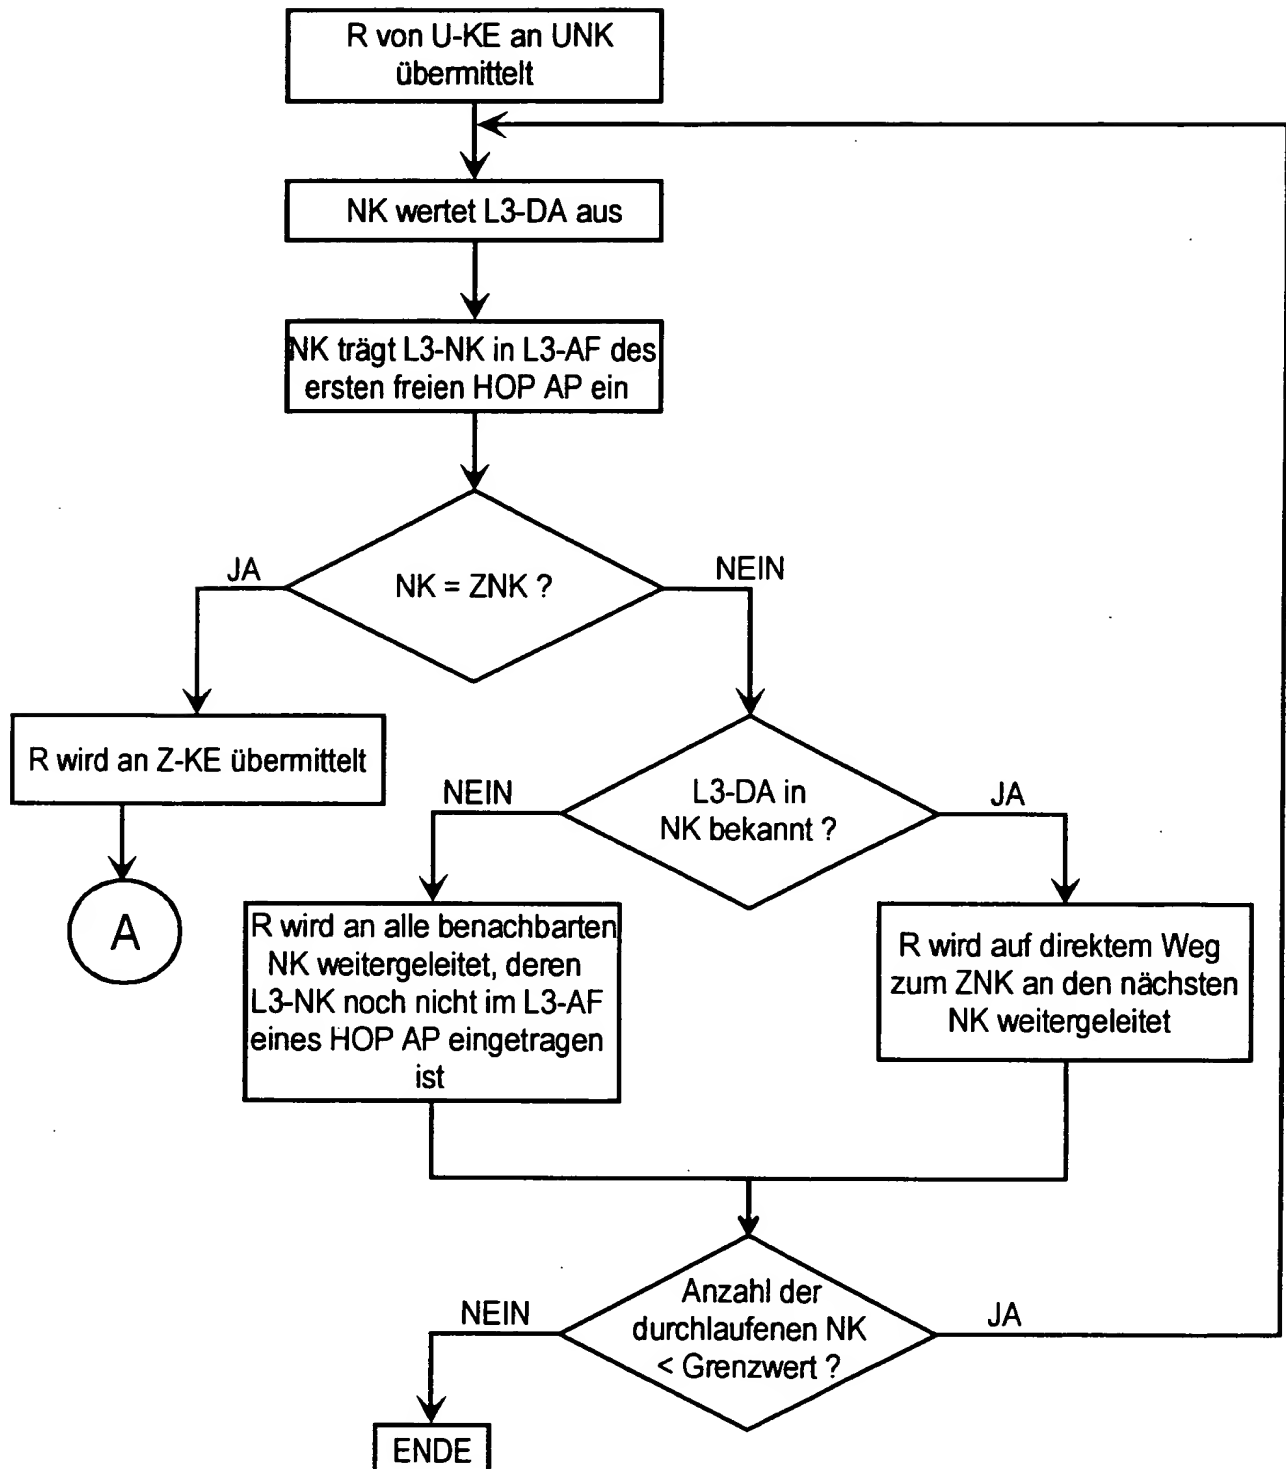 R von U-KE an UNK
übermittelt
NK wertet L3-DA aus
NK trägt L3-NK in L3-AF des
ersten freien HOP AP ein
JA
NK = ZNK ?
NEIN
R wird an Z-KE übermittelt
NEIN
L3-DA in
NK bekannt ?
JA
A
R wird an alle benachbarten
NK weitergeleitet, deren
L3-NK noch nicht im L3-AF
eines HOP AP eingetragen
ist
R wird auf direktem Weg
zum ZNK an den nächsten
NK weitergeleitet
NEIN
Anzahl der
durchlaufenen NK
< Grenzwert ?
JA
ENDE